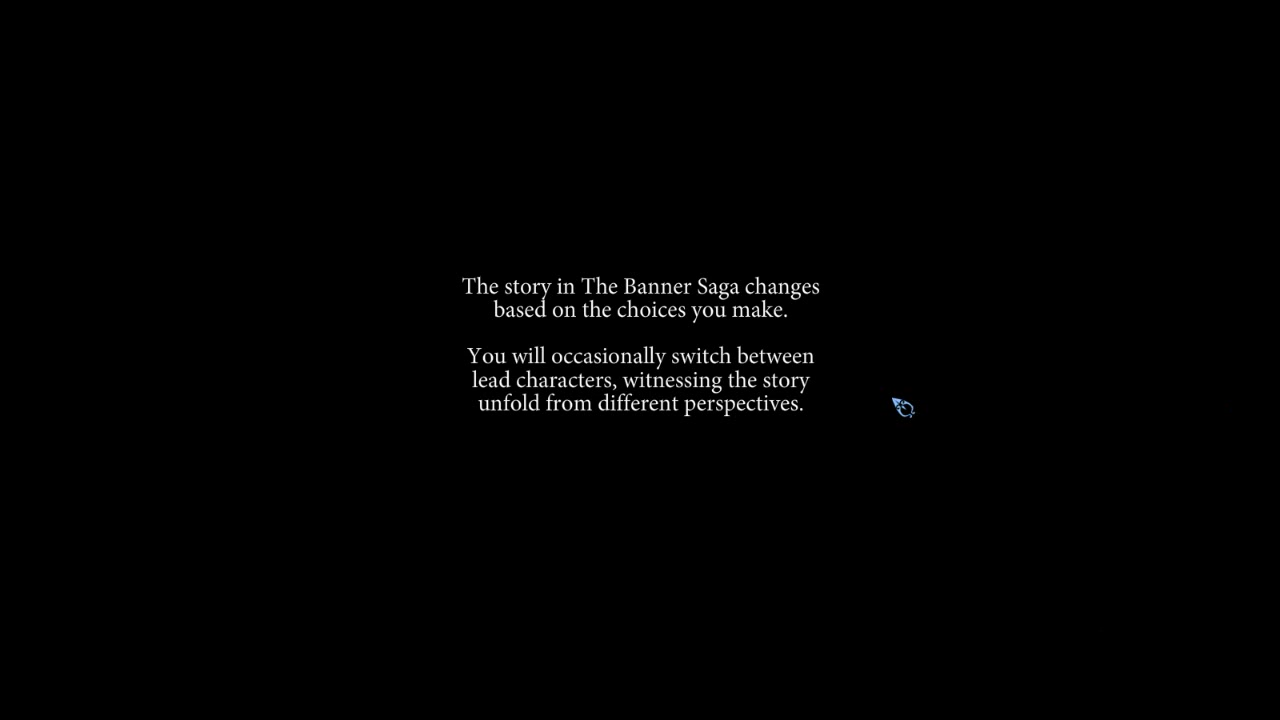 The story in The Banner Saga changes
based on the choices you make.
You will occasionally switch between
lead characters, witnessing the story
unfold from different perspectives.